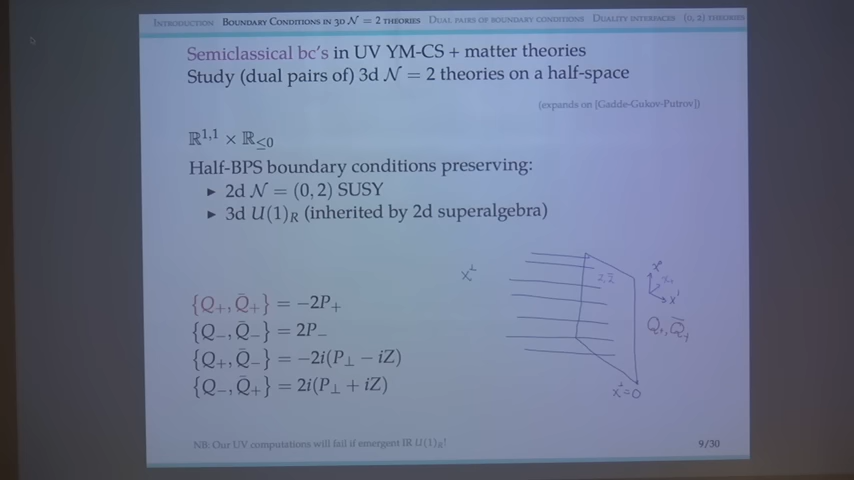 INTRODUCTION BOUNDARY CONDITIONS IN 3D 𝒩 = 2 THEORIES DUAL PAIRS OF BOUNDARY CONDITIONS DUALITY INTERFACES (0, 2) THEORIES
Semiclassical bc's in UV YM-CS + matter theories
Study (dual pairs of) 3d 𝒩 = 2 theories on a half-space
(expands on [Gadde-Gukov-Putrov])
ℝ^{1,1} × ℝ_{≤0}
Half-BPS boundary conditions preserving:
▸ 2d 𝒩 = (0, 2) SUSY
▸ 3d U(1)_R (inherited by 2d superalgebra)
x^⊥
z, z̄
x^1
Q_+, Q̄_+
x^⊥=0
{Q_+, Q̄_+} = −2P_+
{Q_−, Q̄_−} = 2P_−
{Q_+, Q̄_−} = −2i(P_⊥ − iZ)
{Q_−, Q̄_+} = 2i(P_⊥ + iZ)
NB: Our UV computations will fail if emergent IR U(1)_R!
9/30